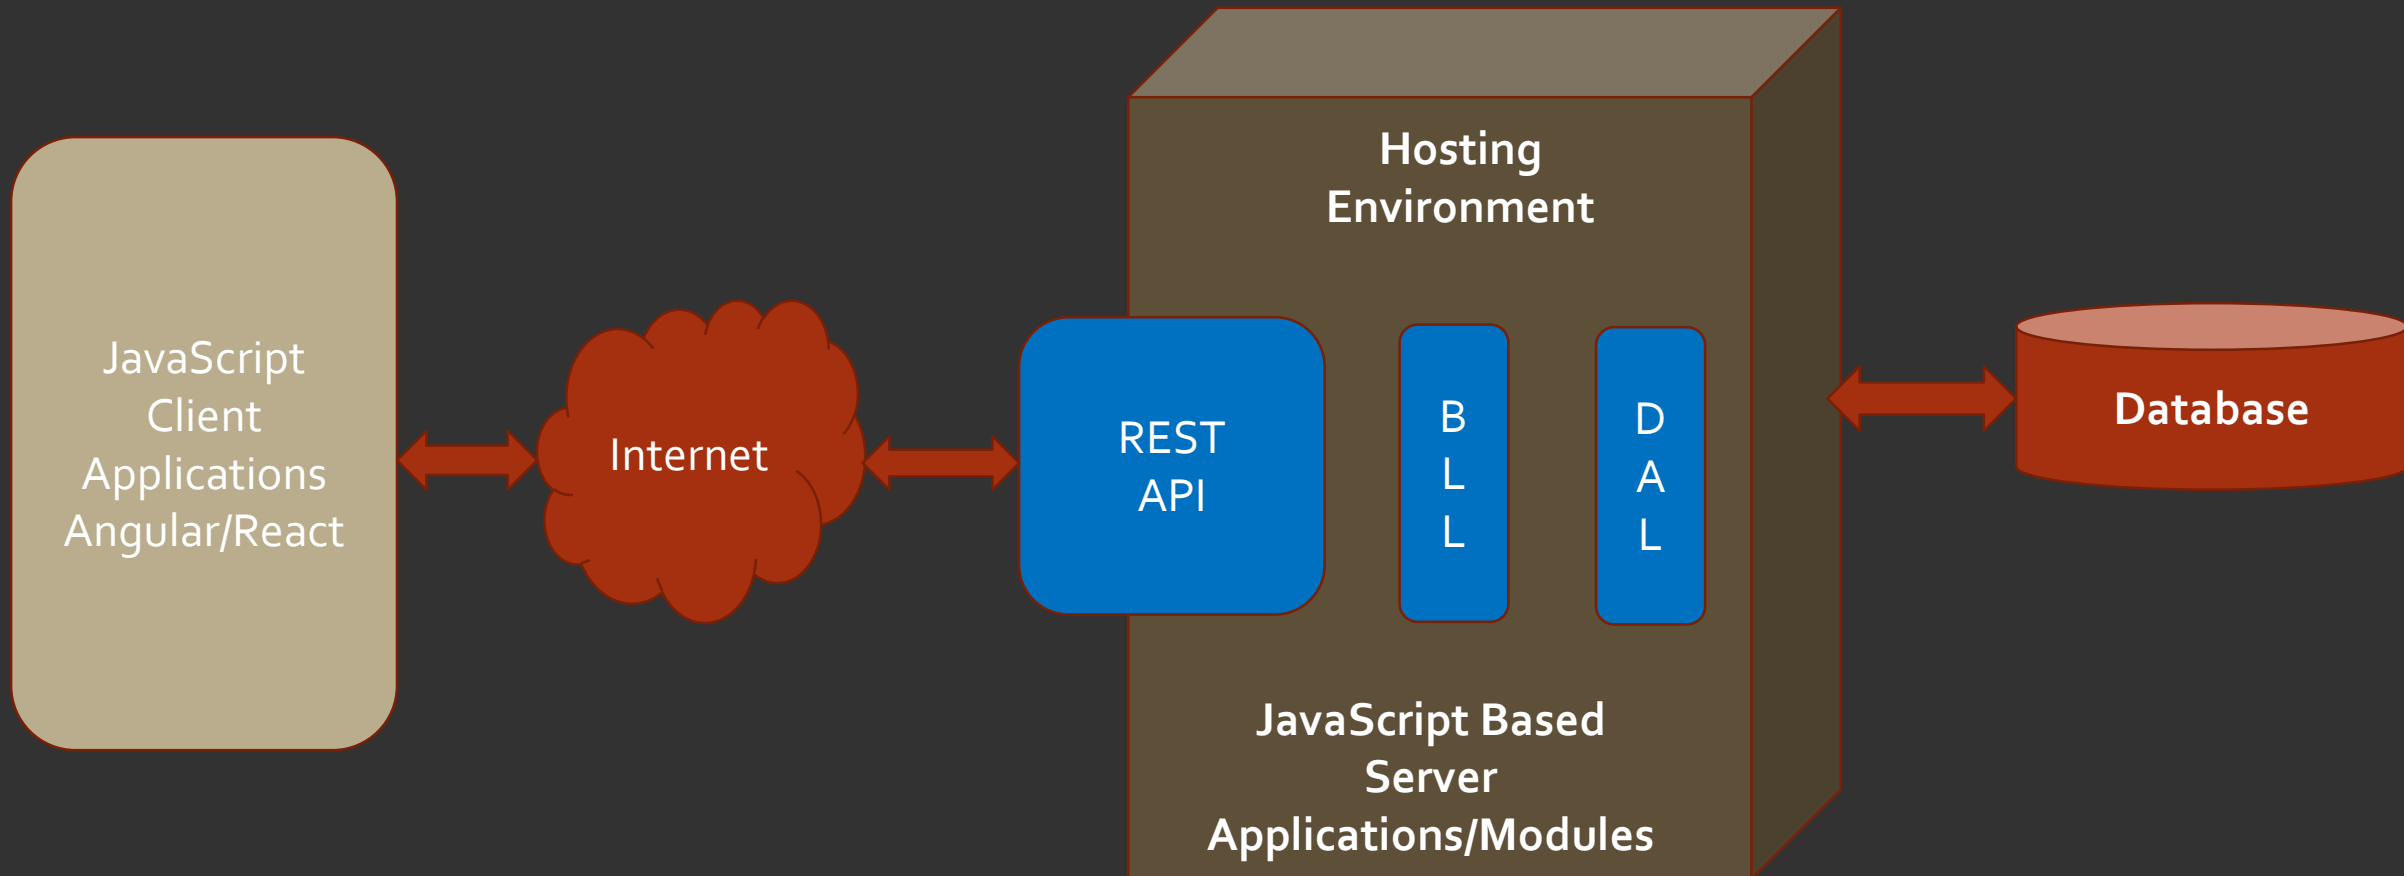 JavaScript
Client
Applications
Angular/React
Internet
Hosting
Environment
REST
API
B
L
L
D
A
L
JavaScript Based
Server
Applications/Modules
Database